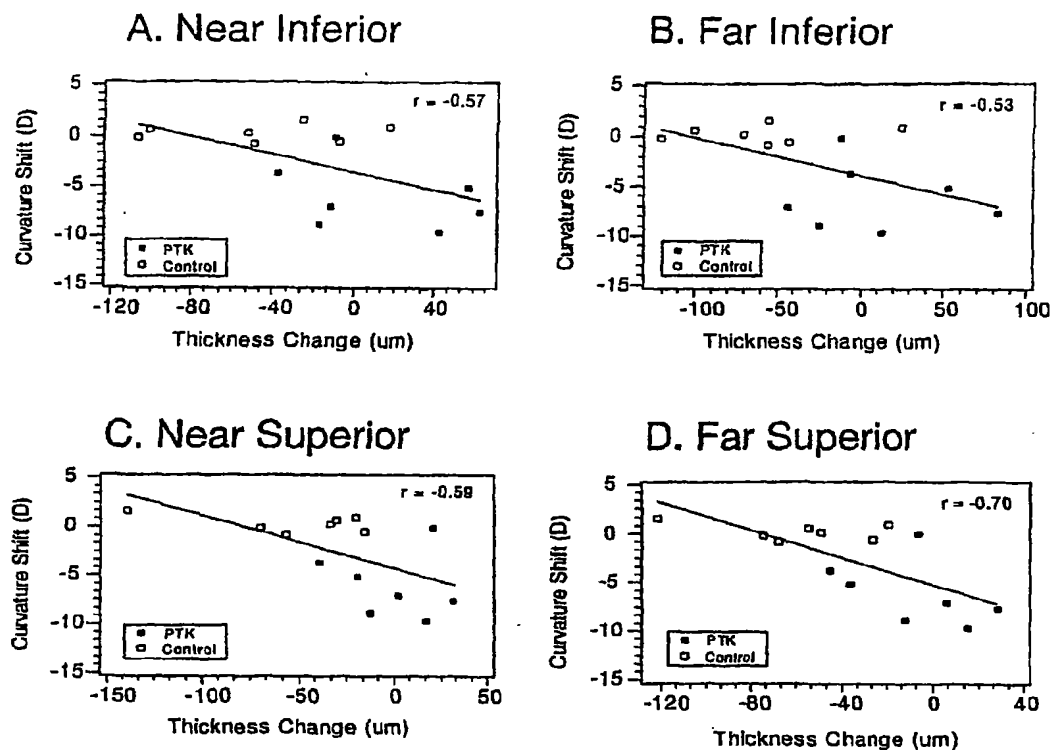 A. Near Inferior
5
0
-5
-10
-15
Curvature Shift (D)
r = -0.57
PTK
Control
-120
-80
-40
0
40
Thickness Change (um)
B. Far Inferior
5
0
-5
-10
-15
Curvature Shift (D)
r = -0.53
PTK
Control
-100
-50
0
50
100
Thickness Change (um)
C. Near Superior
5
0
-5
-10
-15
Curvature Shift (D)
r = -0.59
PTK
Control
-150
-100
-50
0
50
Thickness Change (um)
D. Far Superior
5
0
-5
-10
-15
Curvature Shift (D)
r = -0.70
PTK
Control
-120
-80
-40
0
40
Thickness Change (um)